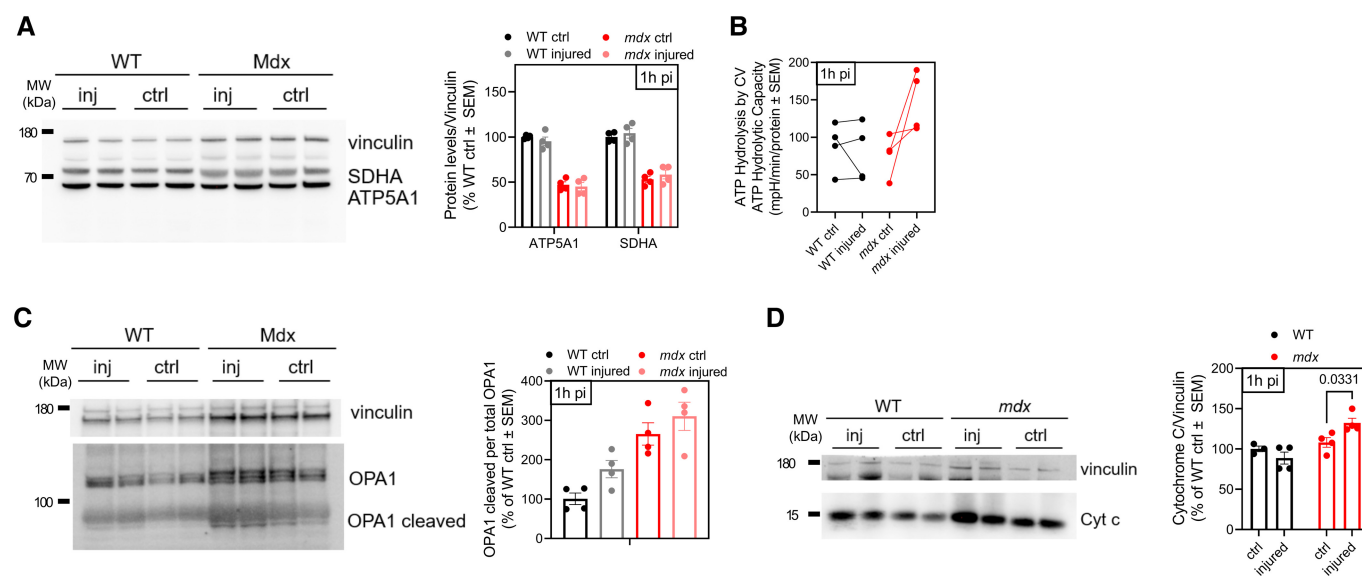 A
WT Mdx
MW
(kDa)
inj ctrl inj ctrl
180
70
vinculin
SDHA
ATP5A1
WT ctrl mdx ctrl
WT injured mdx injured
1h pi
Protein levels/Vinculin
(% WT ctrl ± SEM)
150
100
50
0
ATP5A1 SDHA
B
1h pi
ATP Hydrolysis by CV
ATP Hydrolytic Capacity
(mpH/min/protein ± SEM)
200
150
100
50
0
WT ctrl
WT injured
mdx ctrl
mdx injured
C
WT Mdx
MW
(kDa)
inj ctrl inj ctrl
180
100
vinculin
OPA1
OPA1 cleaved
WT ctrl mdx ctrl
WT injured mdx injured
1h pi
OPA1 cleaved per total OPA1
(% of WT ctrl ± SEM)
400
300
200
100
0
D
WT mdx
MW
(kDa)
inj ctrl inj ctrl
180
15
vinculin
Cyt c
WT
mdx
1h pi
0.0331
Cytochrome C/vinculin
(% of WT ctrl ± SEM)
200
150
100
50
0
ctrl
injured
ctrl
injured